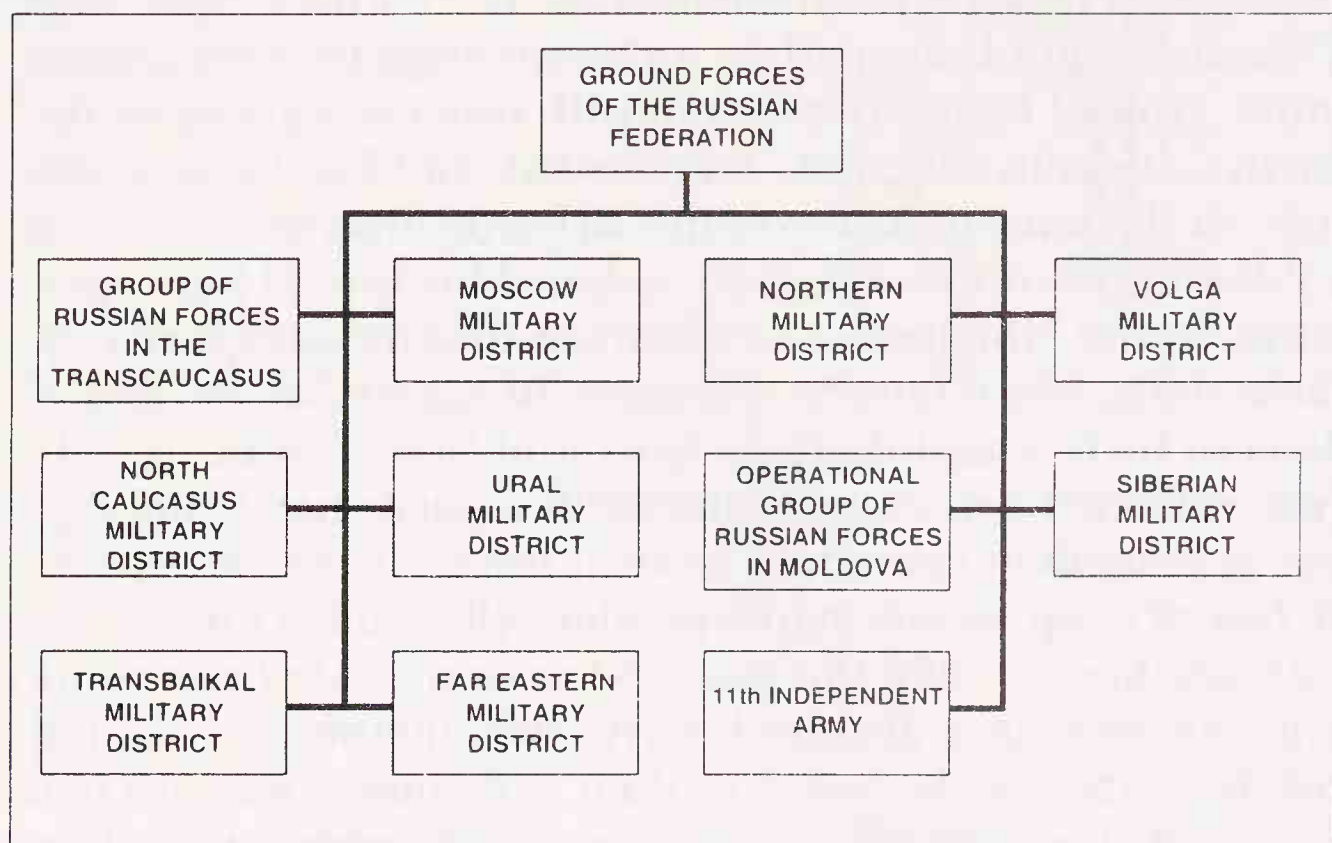 GROUND FORCES
OF THE RUSSIAN
FEDERATION
GROUP OF
RUSSIAN FORCES
IN THE
TRANSCAUCASUS
MOSCOW
MILITARY
DISTRICT
NORTHERN
MILITARY
DISTRICT
VOLGA
MILITARY
DISTRICT
NORTH
CAUCASUS
MILITARY
DISTRICT
URAL
MILITARY
DISTRICT
OPERATIONAL
GROUP OF
RUSSIAN FORCES
IN MOLDOVA
SIBERIAN
MILITARY
DISTRICT
TRANSBAIKAL
MILITARY
DISTRICT
FAR EASTERN
MILITARY
DISTRICT
11th INDEPENDENT
ARMY